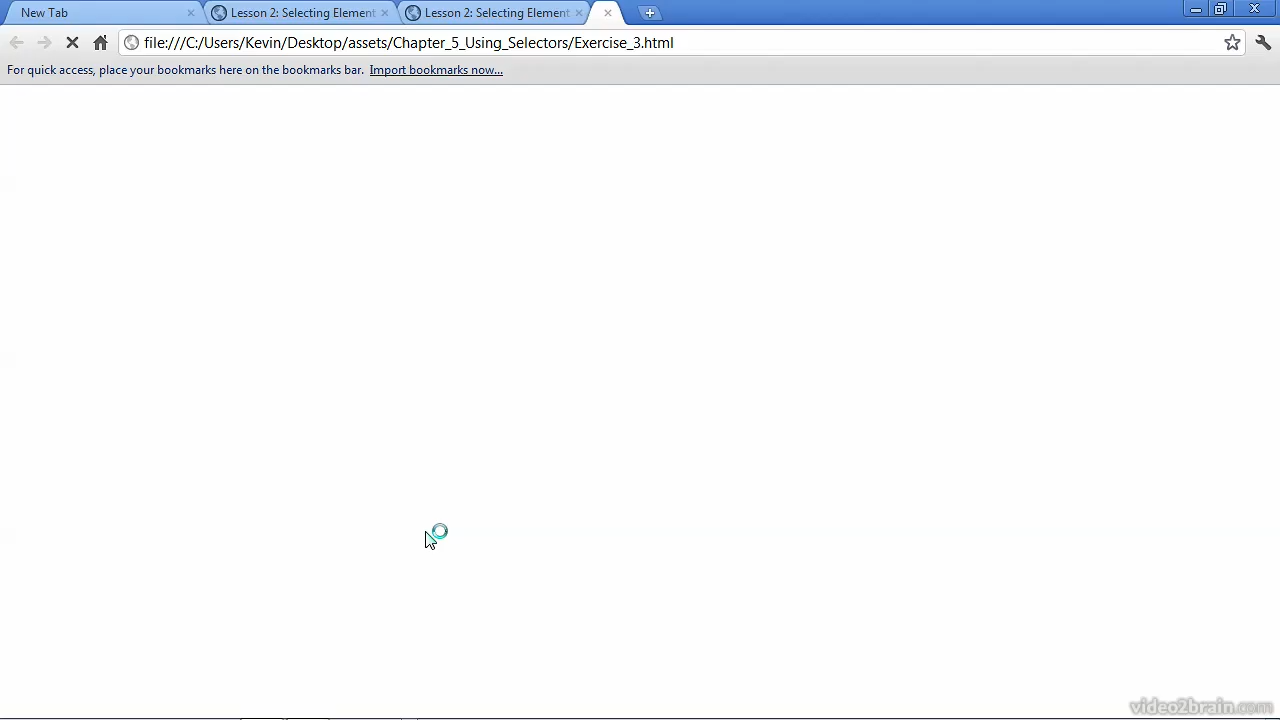 New Tab
Lesson 2: Selecting Element
Lesson 2: Selecting Element
file:///C:/Users/Kevin/Desktop/assets/Chapter_5_Using_Selectors/Exercise_3.html
For quick access, place your bookmarks here on the bookmarks bar. Import bookmarks now...
video2brain.com